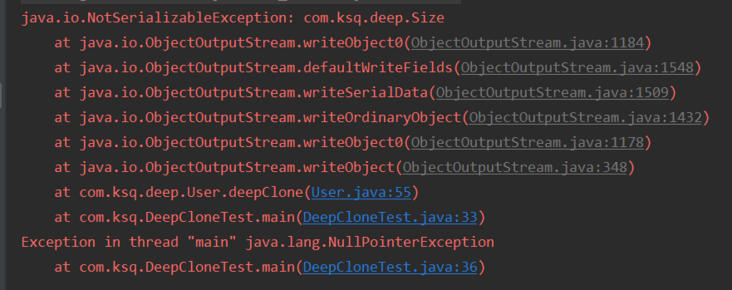 java.io.NotSerializableException: com.ksq.deep.Size
at java.io.ObjectOutputStream.writeObject0(ObjectOutputStream.java:1184)
at java.io.ObjectOutputStream.defaultWriteFields(ObjectOutputStream.java:1548)
at java.io.ObjectOutputStream.writeSerialData(ObjectOutputStream.java:1509)
at java.io.ObjectOutputStream.writeOrdinaryObject(ObjectOutputStream.java:1432)
at java.io.ObjectOutputStream.writeObject0(ObjectOutputStream.java:1178)
at java.io.ObjectOutputStream.writeObject(ObjectOutputStream.java:348)
at com.ksq.deep.User.deepClone(User.java:55)
at com.ksq.DeepCloneTest.main(DeepCloneTest.java:33)
Exception in thread "main" java.lang.NullPointerException
at com.ksq.DeepCloneTest.main(DeepCloneTest.java:36)